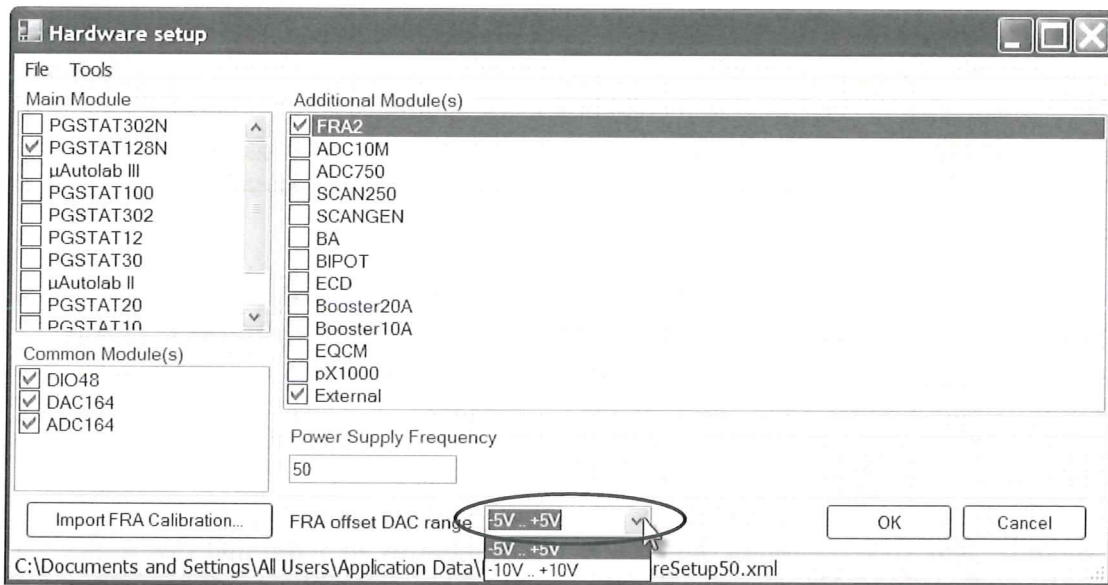 Hardware setup
File Tools
Main Module
PGSTAT302N
PGSTAT128N
µAutolab III
PGSTAT100
PGSTAT302
PGSTAT12
PGSTAT30
µAutolab II
PGSTAT20
PGSTAT10
Common Module(s)
DIO48
DAC164
ADC164
Additional Module(s)
FRA2
ADC10M
ADC750
SCAN250
SCANGEN
BA
BIPOT
ECD
Booster20A
Booster10A
EQCM
pX1000
External
Power Supply Frequency
50
Import FRA Calibration...
FRA offset DAC range -5V .. +5V
-5V .. +5V
-10V .. +10V
OK
Cancel
C:\Documents and Settings\All Users\Application Data\ reSetup50.xml